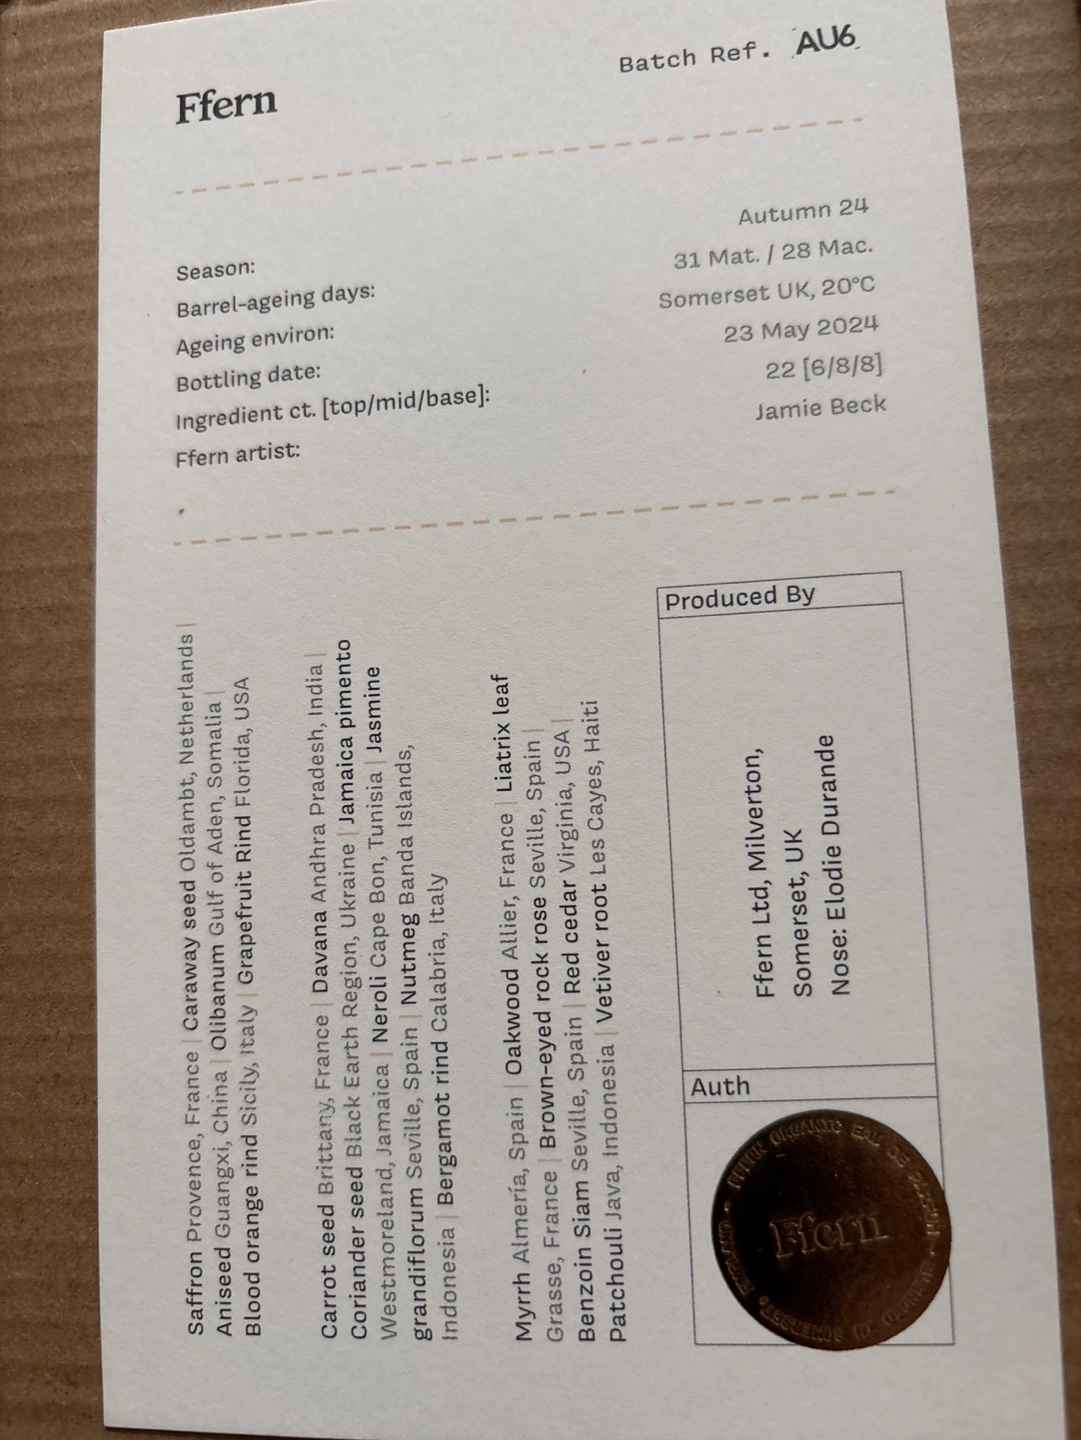 Ffern
Batch Ref. AU6
Season:
Autumn 24
Barrel-ageing days:
31 Mat. / 28 Mac.
Ageing environ:
Somerset UK, 20°C
Bottling date:
23 May 2024
Ingredient ct. [top/mid/base]:
22 [6/8/8]
Ffern artist:
Jamie Beck
Saffron Provence, France | Caraway seed Oldambt, Netherlands |
Aniseed Guangxi, China | Olibanum Gulf of Aden, Somalia |
Blood orange rind Sicily, Italy | Grapefruit Rind Florida, USA
Carrot seed Brittany, France | Davana Andhra Pradesh, India |
Coriander seed Black Earth Region, Ukraine | Jamaica pimento
Westmoreland, Jamaica | Neroli Cape Bon, Tunisia | Jasmine
grandiflorum Seville, Spain | Nutmeg Banda Islands,
Indonesia | Bergamot rind Calabria, Italy
Myrrh Almería, Spain | Oakwood Allier, France | Liatrix leaf
Grasse, France | Brown-eyed rock rose Seville, Spain |
Benzoin Siam Seville, Spain | Red cedar Virginia, USA |
Patchouli Java, Indonesia | Vetiver root Les Cayes, Haiti
Produced By
Ffern Ltd, Milverton,
Somerset, UK
Nose: Elodie Durande
Auth
Ffern
ORGANIC EAU DE PARFUM
IN SOMERSET, ENGLAND